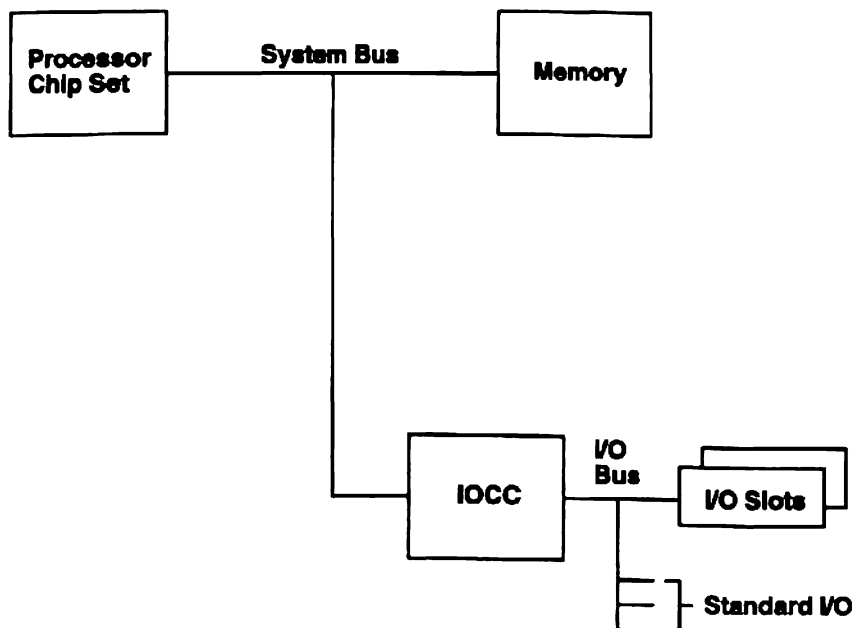 Processor
Chip Set
System Bus
Memory
IOCC
I/O
Bus
I/O Slots
Standard I/O